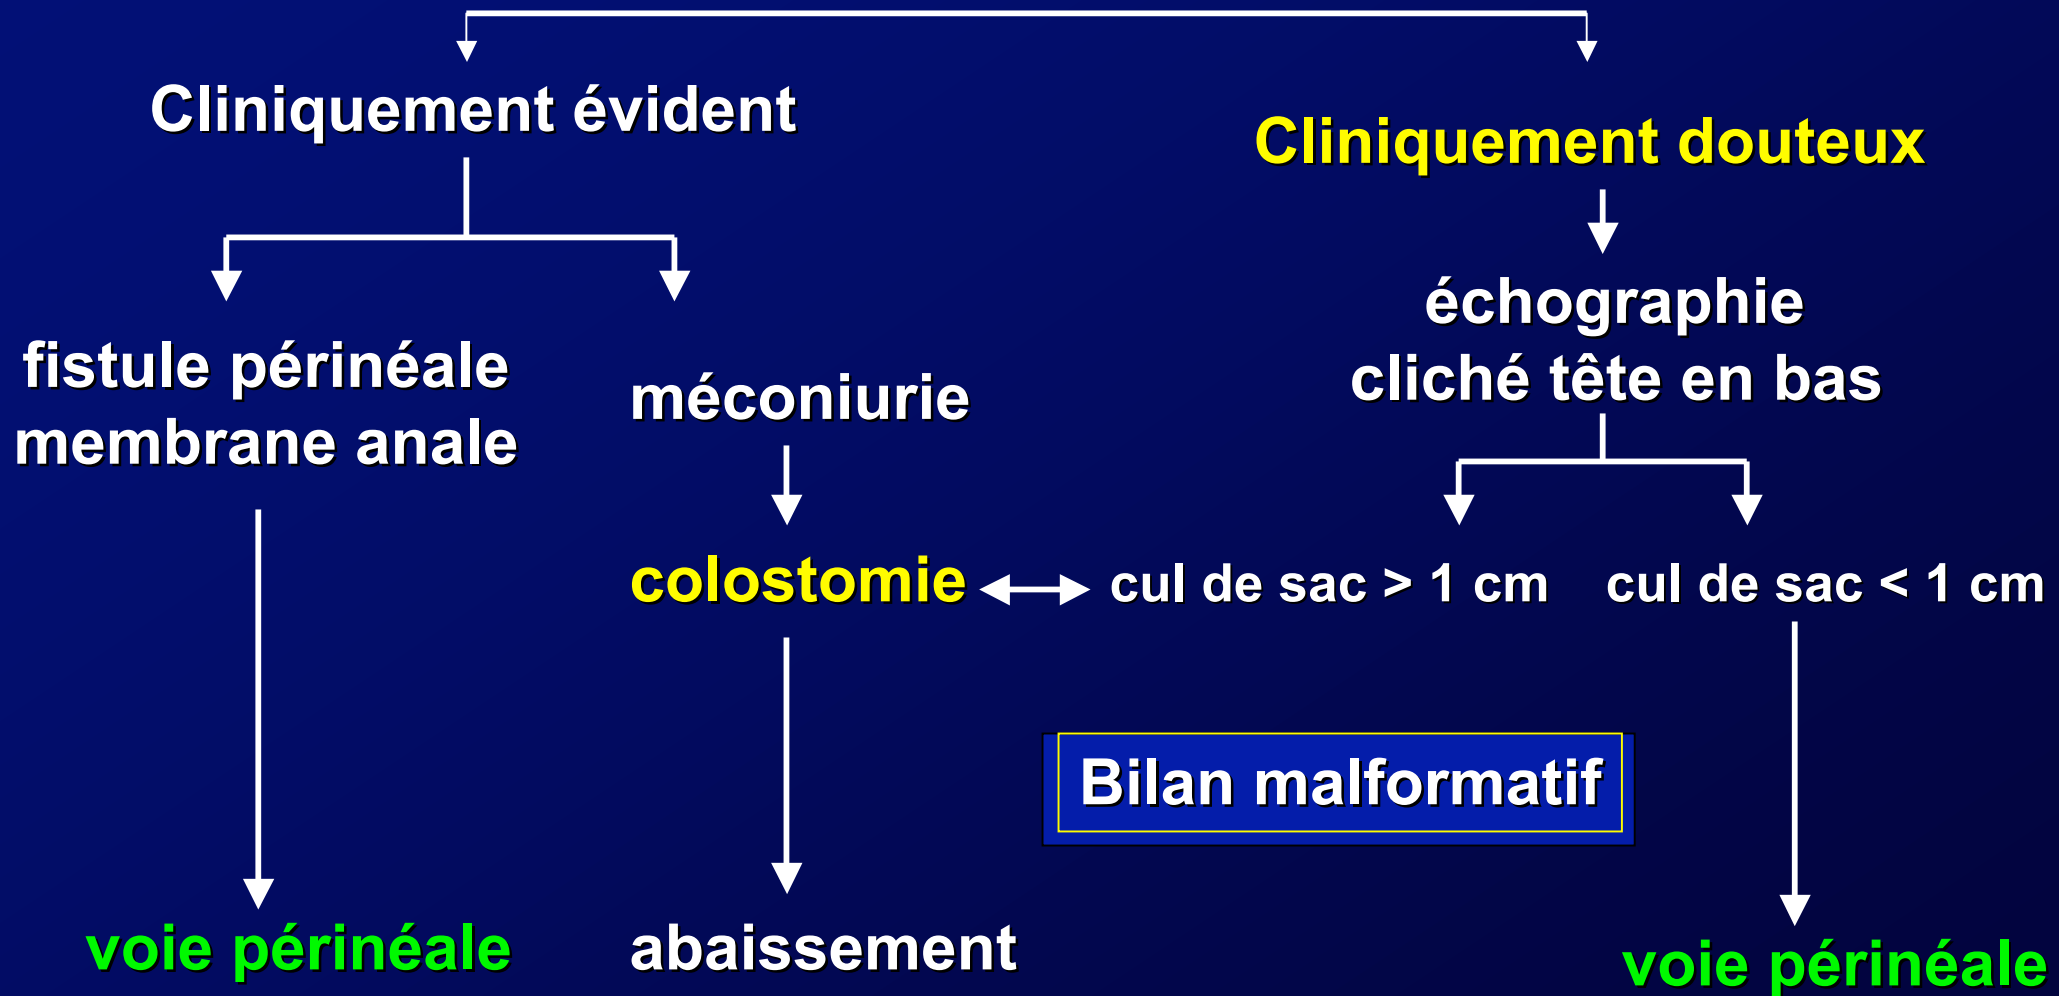 Cliniquement évident
Cliniquement douteux
échographie
cliché tête en bas
fistule périnéale
membrane anale
méconiurie
colostomie
cul de sac > 1 cm
cul de sac < 1 cm
Bilan malformatif
voie périnéale
abaissement
voie périnéale